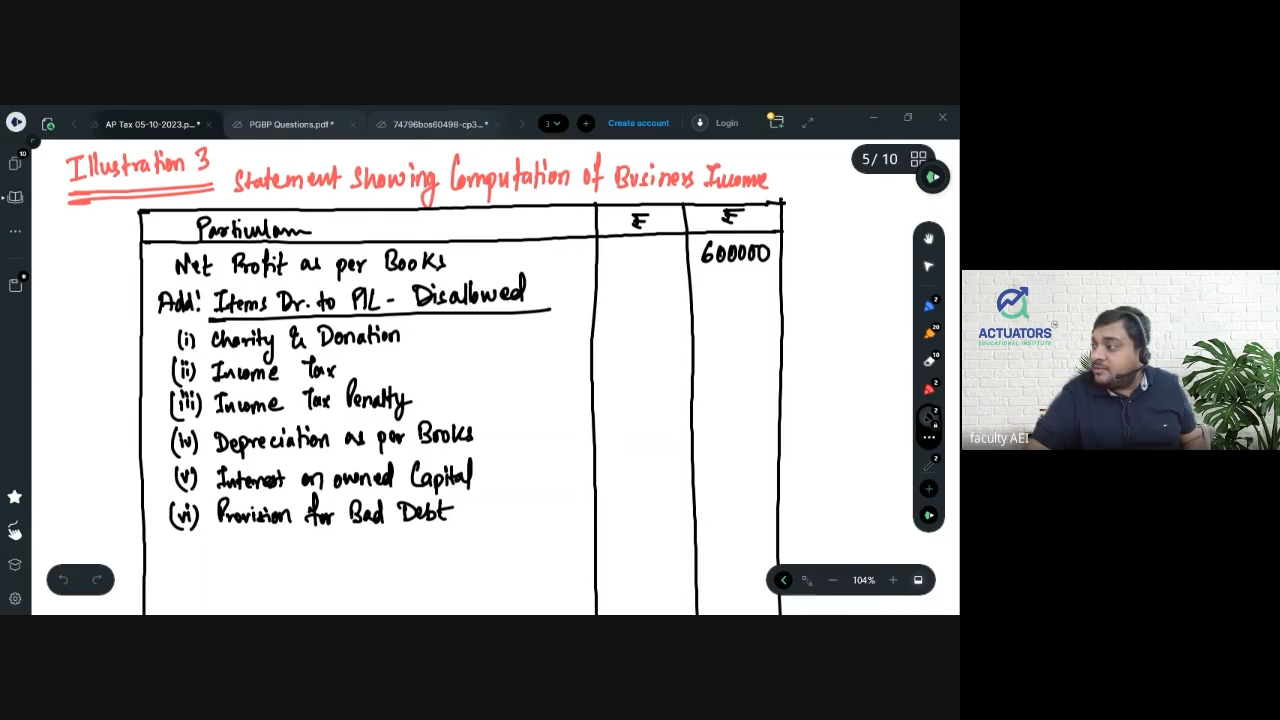 AP Tax 05-10-2023.p...* × PGBP Questions.pdf* × 74796bos60498-cp3...* × 3 Create account Login
Illustration 3 Statement Showing Computation of Business Income
5 / 10
Particulars ₹ ₹
Net Profit as per Books 600000
Add: Items Dr. to P/L - Disallowed
(i) Charity & Donation
(ii) Income Tax
(iii) Income Tax Penalty
(iv) Depreciation as per Books
(v) Interest on owned Capital
(vi) Provision for Bad Debt
104%
ACTUATORS
EDUCATIONAL INSTITUTE
faculty AEI